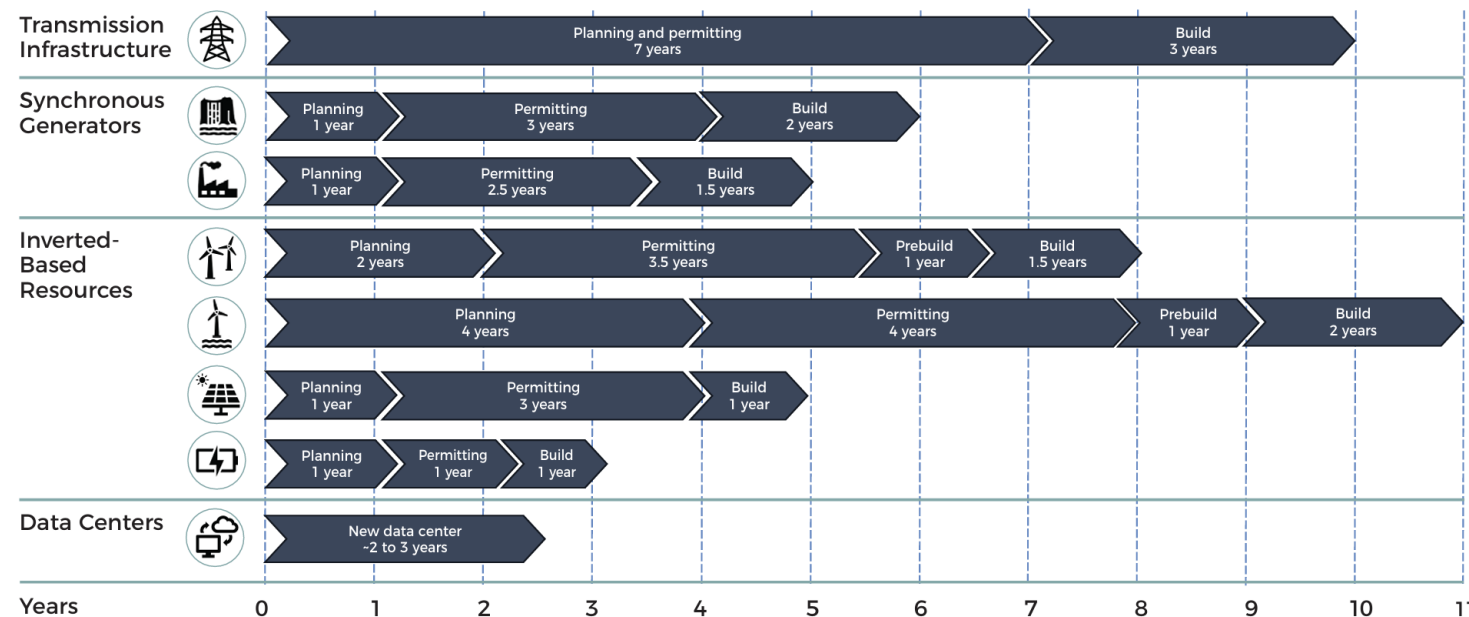 Transmission
Infrastructure
Planning and permitting
7 years
Build
3 years
Synchronous
Generators
Planning
1 year
Permitting
3 years
Build
2 years
Planning
1 year
Permitting
2.5 years
Build
1.5 years
Inverted-
Based
Resources
Planning
2 years
Permitting
3.5 years
Prebuild
1 year
Build
1.5 years
Planning
4 years
Permitting
4 years
Prebuild
1 year
Build
2 years
Planning
1 year
Permitting
3 years
Build
1 year
Planning
1 year
Permitting
1 year
Build
1 year
Data Centers
New data center
~2 to 3 years
Years 0 1 2 3 4 5 6 7 8 9 10